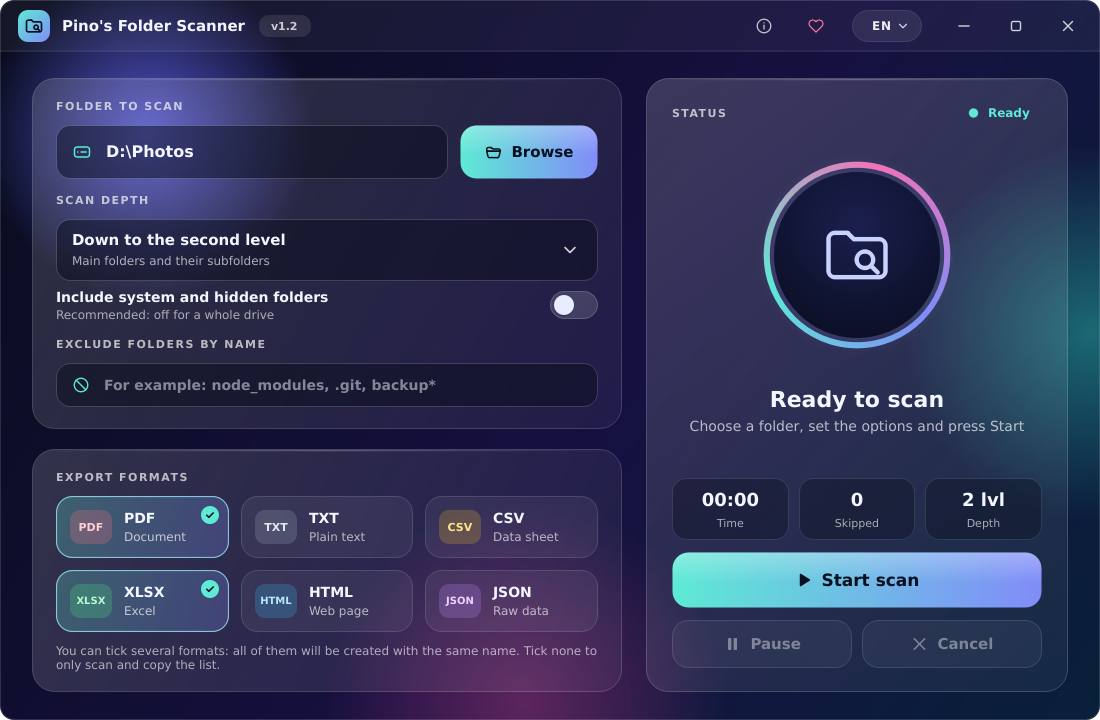 Pino's Folder Scanner v1.2
EN
FOLDER TO SCAN
D:\Photos
Browse
SCAN DEPTH
Down to the second level
Main folders and their subfolders
Include system and hidden folders
Recommended: off for a whole drive
EXCLUDE FOLDERS BY NAME
For example: node_modules, .git, backup*
EXPORT FORMATS
PDF
PDF
Document
TXT
TXT
Plain text
CSV
CSV
Data sheet
XLSX
XLSX
Excel
HTML
HTML
Web page
JSON
JSON
Raw data
You can tick several formats: all of them will be created with the same name. Tick none to
only scan and copy the list.
STATUS
Ready
Ready to scan
Choose a folder, set the options and press Start
00:00
Time
0
Skipped
2 lvl
Depth
Start scan
Pause
Cancel